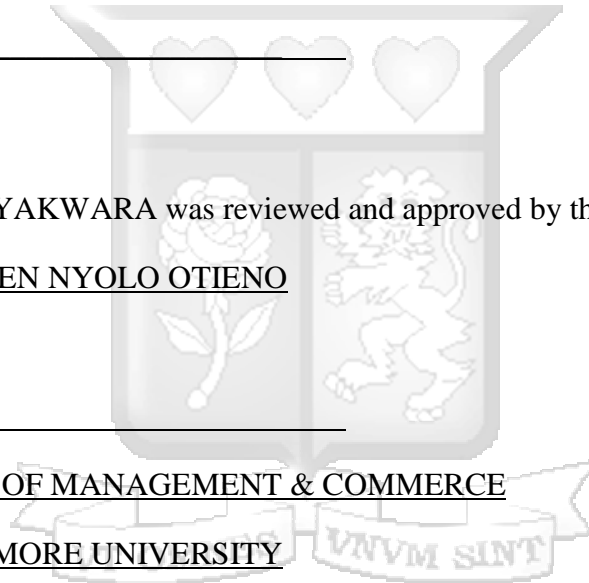 YAKWARA was reviewed and approved by th
EN NYOLO OTIENO
OF MANAGEMENT & COMMERCE
VNVM SINT
MORE UNIVERSITY